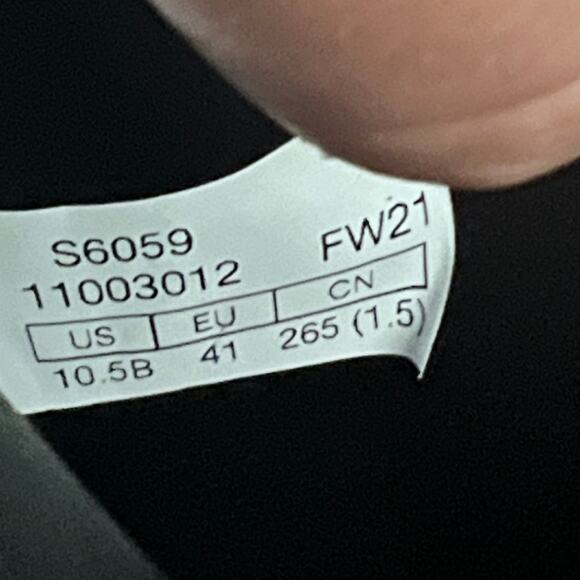 S6059 FW21
11003012
US EU CN
10.5B 41 265 (1.5)